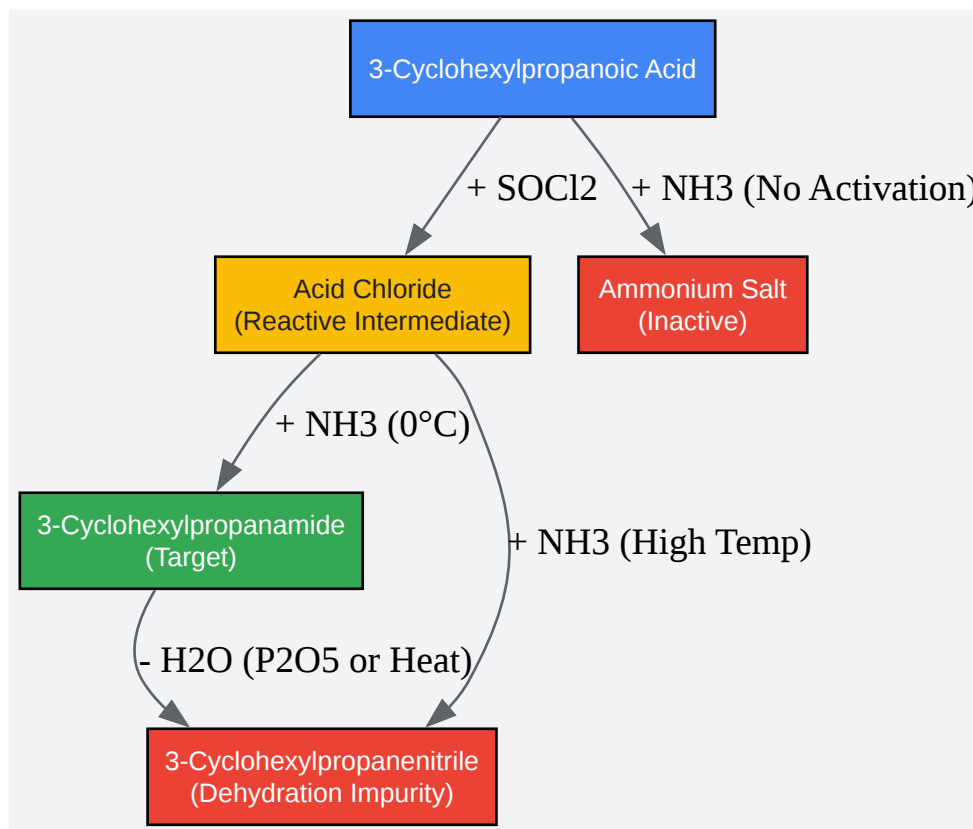 3-Cyclohexylpropanoic Acid
+ SOCl2
+ NH3 (No Activation)
Acid Chloride
(Reactive Intermediate)
Ammonium Salt
(Inactive)
+ NH3 (0°C)
3-Cyclohexylpropanamide
(Target)
+ NH3 (High Temp)
- H2O (P2O5 or Heat)
3-Cyclohexylpropanenitrile
(Dehydration Impurity)